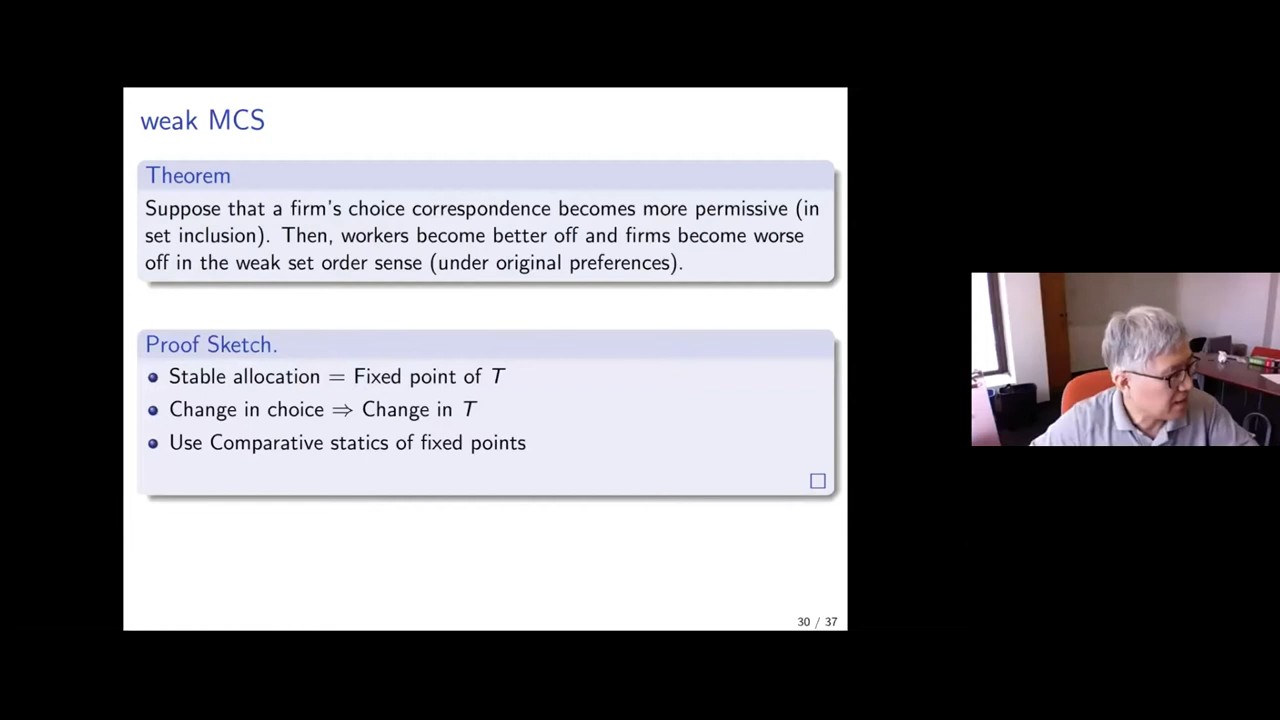 weak MCS
Theorem
Suppose that a firm's choice correspondence becomes more permissive (in
set inclusion). Then, workers become better off and firms become worse
off in the weak set order sense (under original preferences).
Proof Sketch.
Stable allocation = Fixed point of T
Change in choice ⇒ Change in T
Use Comparative statics of fixed points
□
30 / 37